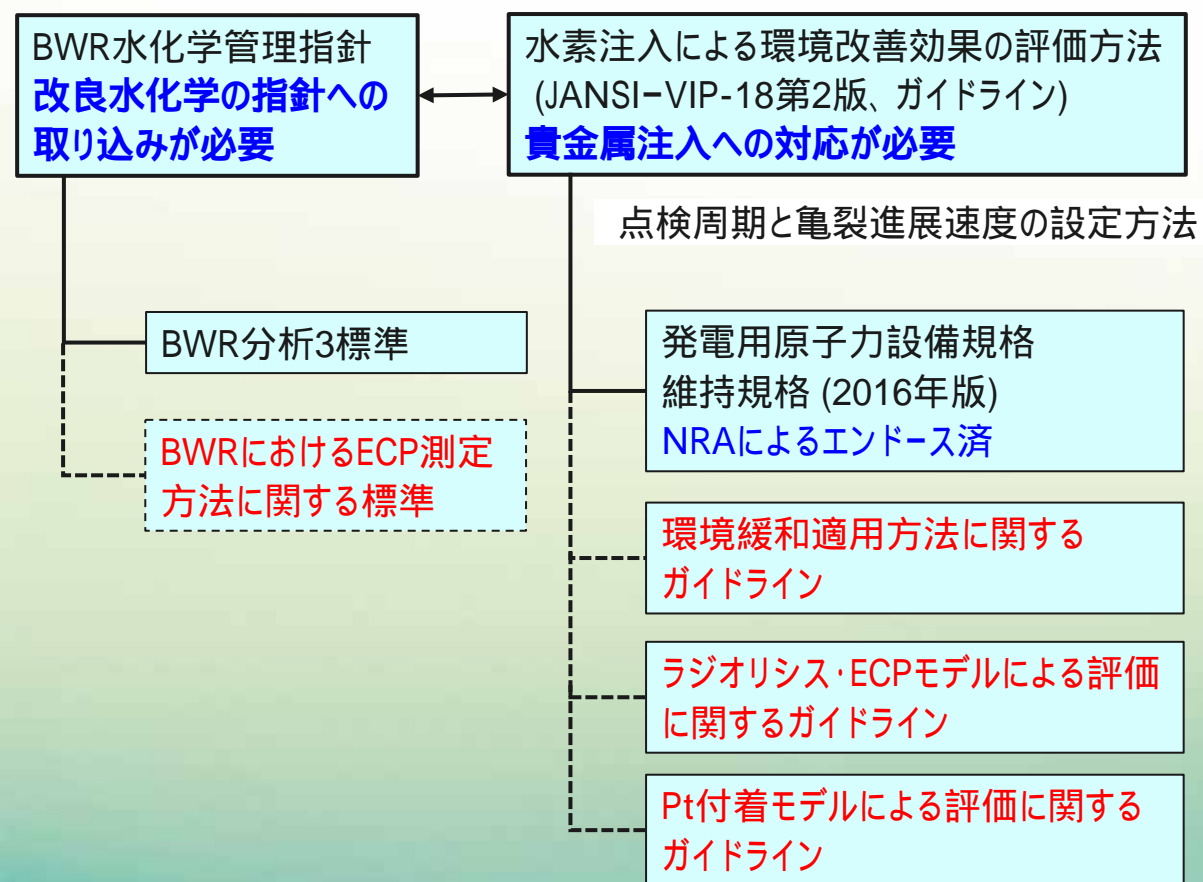 BWR水化学管理指針
改良水化学の指針への
取り込みが必要
水素注入による環境改善効果の評価方法
(JANSI−VIP-18第2版、ガイドライン)
貴金属注入への対応が必要
点検周期と亀裂進展速度の設定方法
BWR分析3標準
BWRにおけるECP測定
方法に関する標準
発電用原子力設備規格
維持規格 (2016年版)
NRAによるエンドース済
環境緩和適用方法に関する
ガイドライン
ラジオリシス・ECPモデルによる評価
に関するガイドライン
Pt付着モデルによる評価に関する
ガイドライン